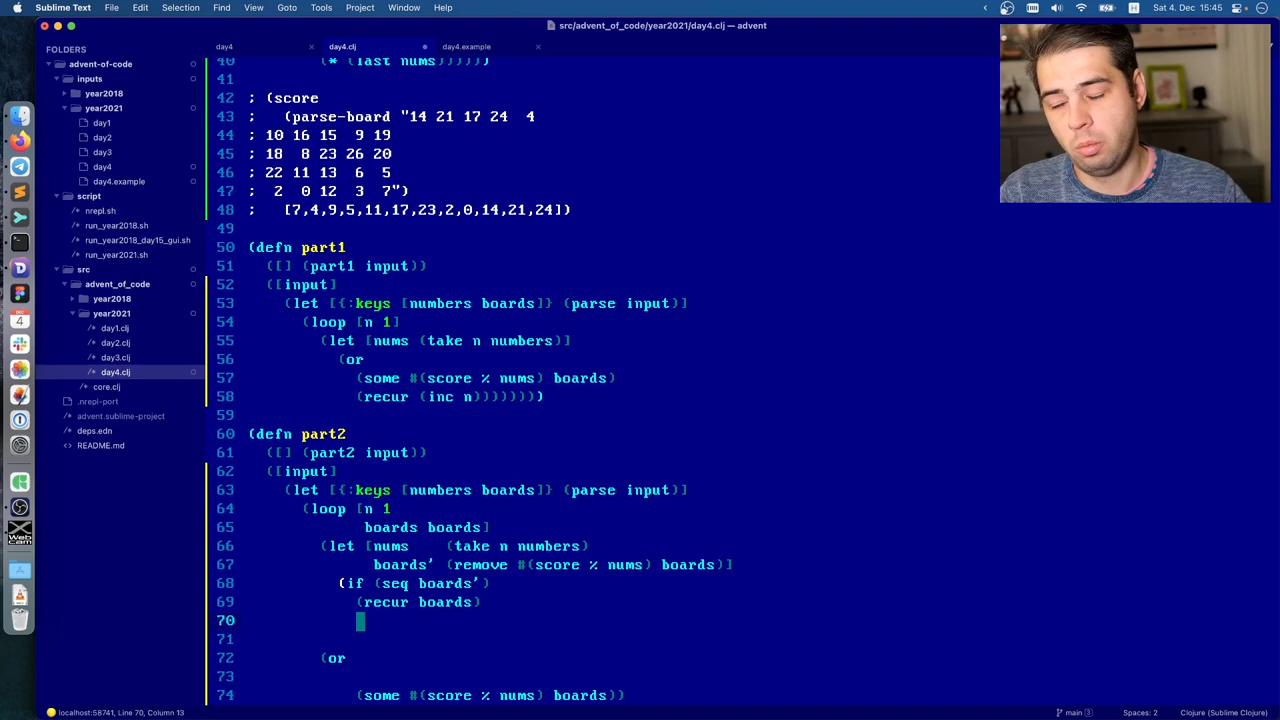 Sublime Text File Edit Selection Find View Goto Tools Project Window Help Sat 4. Dec 15:45
src/advent_of_code/year2021/day4.clj — advent
FOLDERS
advent-of-code
inputs
year2018
year2021
day1
day2
day3
day4
day4.example
script
/* nrepl.sh
/* run_year2018.sh
/* run_year2018_day15_gui.sh
/* run_year2021.sh
src
advent_of_code
year2018
year2021
/* day1.clj
/* day2.clj
/* day3.clj
/* day4.clj
/* core.clj
.nrepl-port
advent.sublime-project
/* deps.edn
<> README.md
day4 × day4.clj day4.example ×
40 (* (last nums)))))
41
42 ; (score
43 ;   (parse-board "14 21 17 24  4
44 ; 10 16 15  9 19
45 ; 18  8 23 26 20
46 ; 22 11 13  6  5
47 ;  2  0 12  3  7")
48 ;   [7,4,9,5,11,17,23,2,0,14,21,24])
49
50 (defn part1
51   ([] (part1 input))
52   ([input]
53     (let [{:keys [numbers boards]} (parse input)]
54       (loop [n 1]
55         (let [nums (take n numbers)]
56           (or
57             (some #(score % nums) boards)
58             (recur (inc n))))))))
59
60 (defn part2
61   ([] (part2 input))
62   ([input]
63     (let [{:keys [numbers boards]} (parse input)]
64       (loop [n 1
65              boards boards]
66         (let [nums    (take n numbers)
67               boards' (remove #(score % nums) boards)]
68           (if (seq boards')
69             (recur boards)
70
71
72         (or
73
74             (some #(score % nums) boards))
localhost:58741, Line 70, Column 13 main 3 Spaces: 2 Clojure (Sublime Clojure)
DEC
4
X
Web
CAM